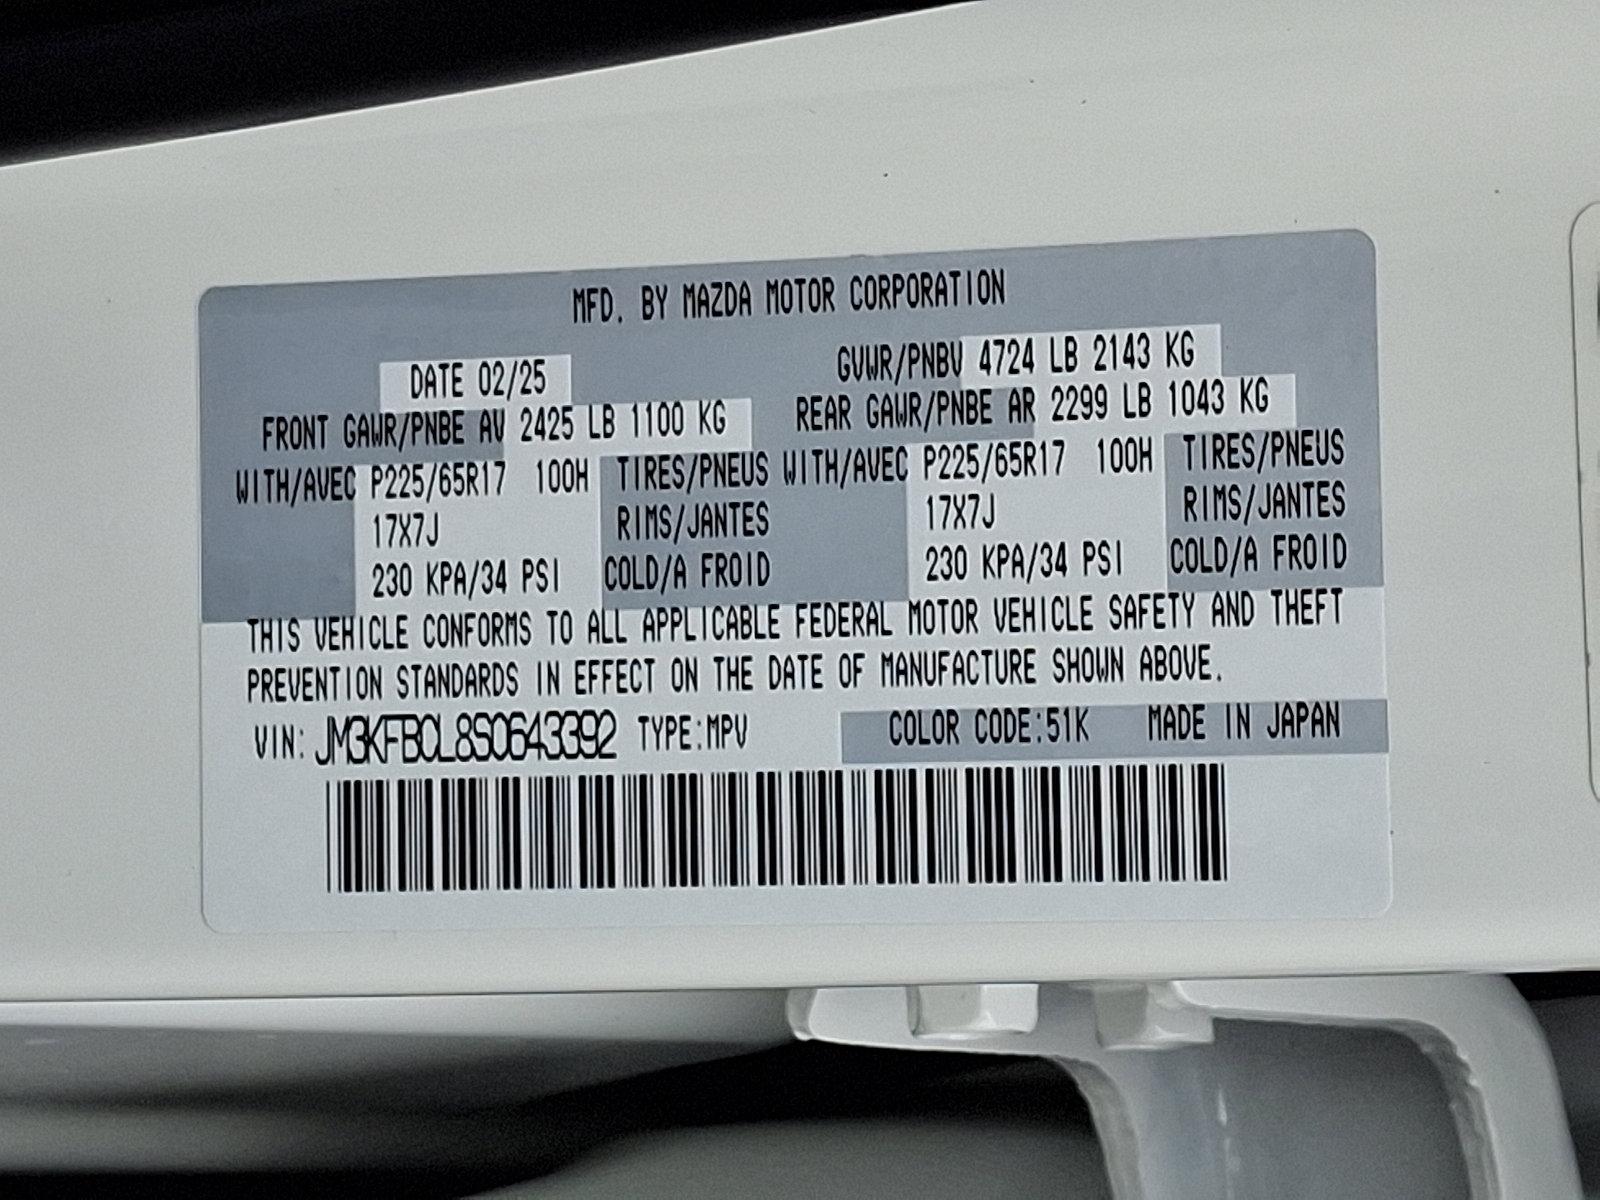 MFD. BY MAZDA MOTOR CORPORATION
DATE 02/25 GVWR/PNBV 4724 LB 2143 KG
FRONT GAWR/PNBE AV 2425 LB 1100 KG REAR GAWR/PNBE AR 2299 LB 1043 KG
WITH/AVEC P225/65R17 100H TIRES/PNEUS WITH/AVEC P225/65R17 100H TIRES/PNEUS
17X7J RIMS/JANTES 17X7J RIMS/JANTES
230 KPA/34 PSI COLD/A FROID 230 KPA/34 PSI COLD/A FROID
THIS VEHICLE CONFORMS TO ALL APPLICABLE FEDERAL MOTOR VEHICLE SAFETY AND THEFT
PREVENTION STANDARDS IN EFFECT ON THE DATE OF MANUFACTURE SHOWN ABOVE.
VIN: JM3KFBCL8S0643392 TYPE:MPV COLOR CODE:51K MADE IN JAPAN